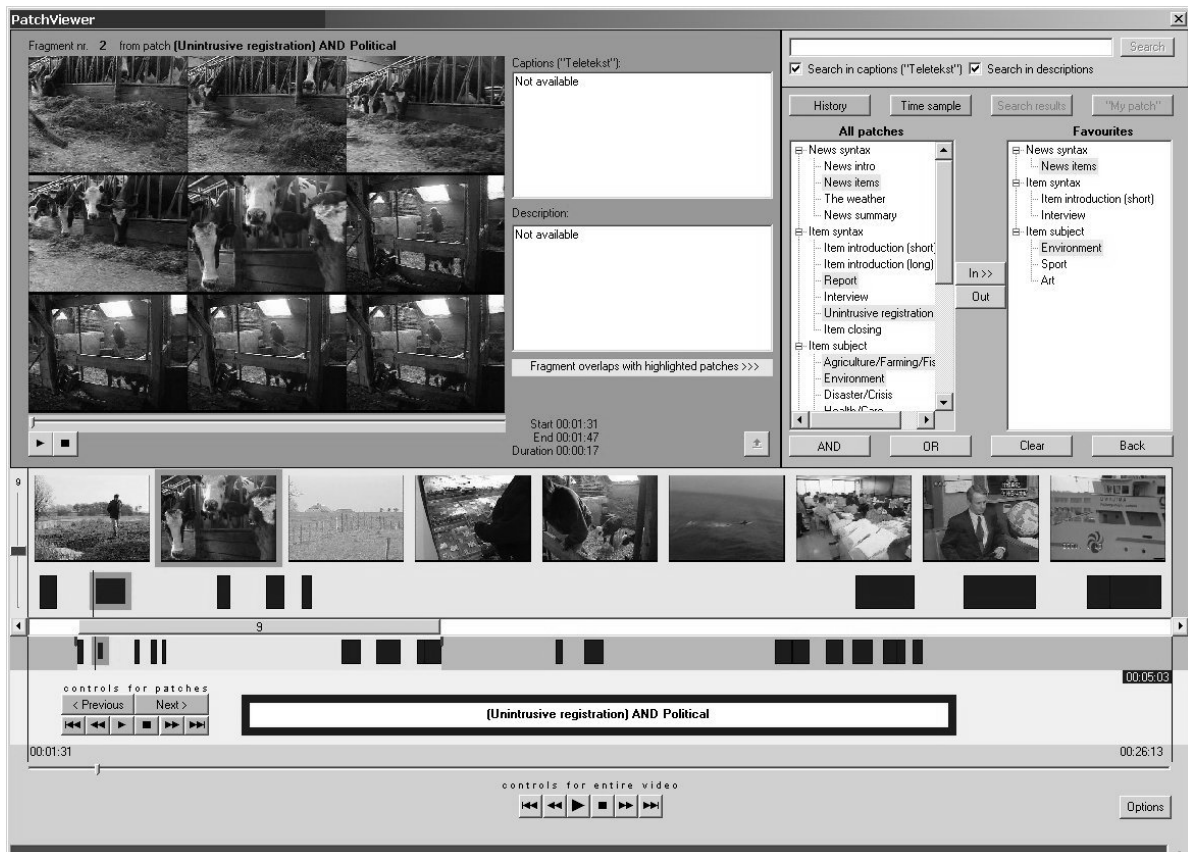 PatchViewer
Fragment nr. 2 from patch (Unintrusive registration) AND Political
Captions ("Teletekst"):
Not available
Description:
Not available
Fragment overlaps with highlighted patches >>>
Start 00:01:31
End 00:01:47
Duration 00:00:17
Search
Search in captions ("Teletekst") Search in descriptions
History Time sample Search results "My patch"
All patches
News syntax
News intro
News items
The weather
News summary
Item syntax
Item introduction (short
Item introduction (long)
Report
Interview
Unintrusive registration
Item closing
Item subject
Agriculture/Farming/Fis
Environment
Disaster/Crisis
Health/Care
In >>
Out
Favourites
News syntax
News items
Item syntax
Item introduction (short)
Interview
Item subject
Environment
Sport
Art
AND OR Clear Back
9
9
00:05:03
controls for patches
< Previous Next >
(Unintrusive registration) AND Political
00:01:31 00:26:13
controls for entire video
Options